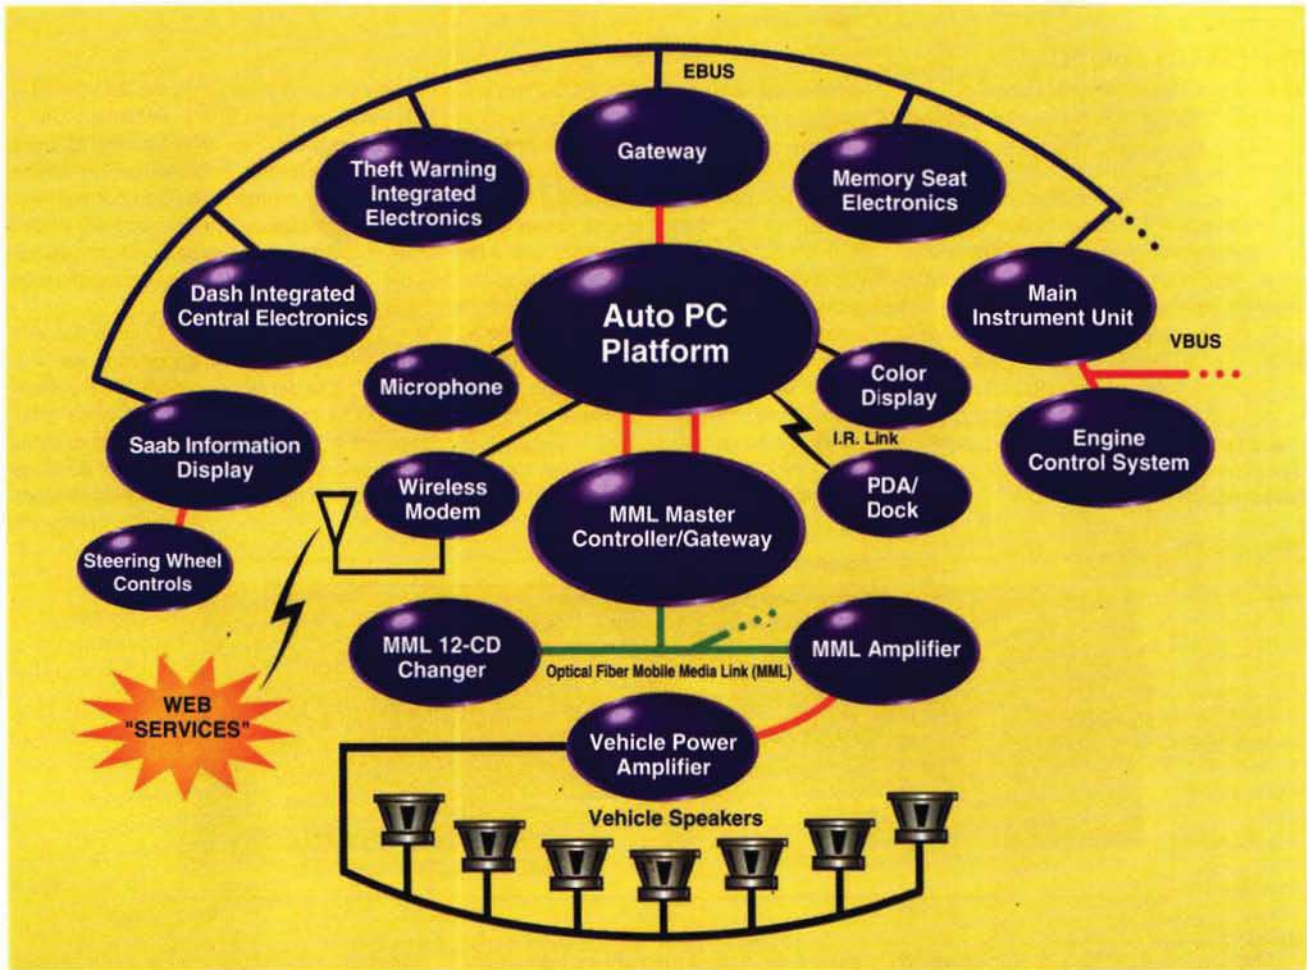 EBUS
Gateway
Theft Warning
Integrated
Electronics
Memory Seat
Electronics
Dash Integrated
Central Electronics
Auto PC
Platform
Main
Instrument Unit
VBUS
Microphone
Color
Display
Saab Information
Display
I.R. Link
Engine
Control System
Wireless
Modem
MML Master
Controller/Gateway
PDA/
Dock
Steering Wheel
Controls
MML 12-CD
Changer
MML Amplifier
Optical Fiber Mobile Media Link (MML)
WEB
"SERVICES"
Vehicle Power
Amplifier
Vehicle Speakers